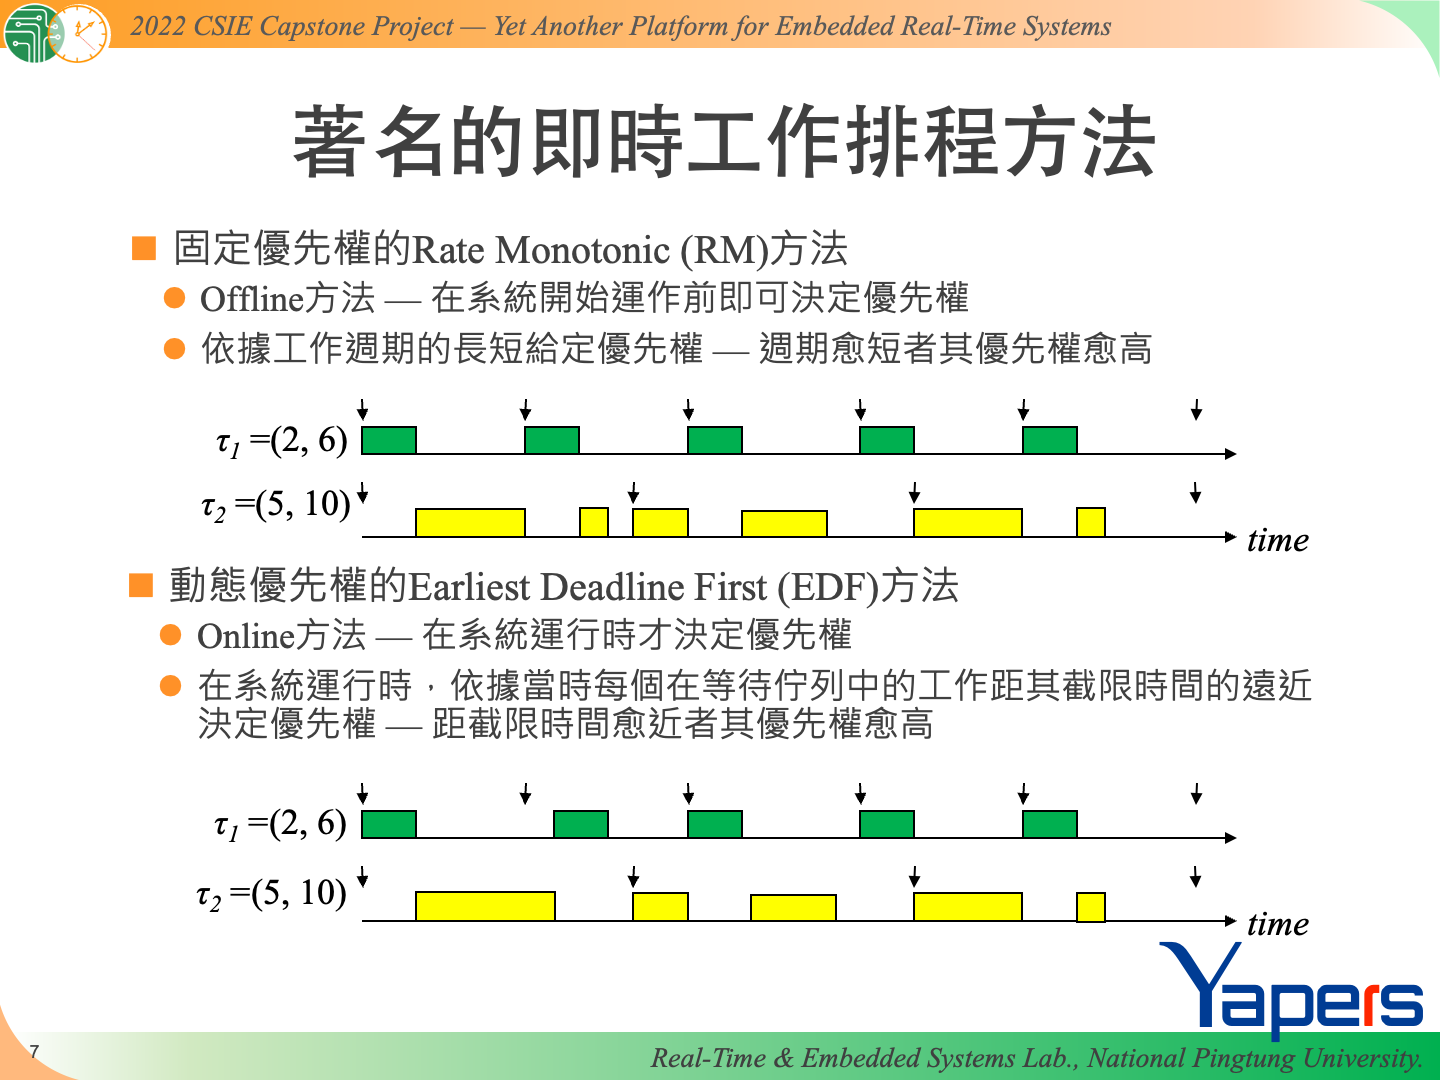 2022 CSIE Capstone Project — Yet Another Platform for Embedded Real-Time Systems
著名的即時工作排程方法
固定優先權的Rate Monotonic (RM)方法
Offline方法 — 在系統開始運作前即可決定優先權
依據工作週期的長短給定優先權 — 週期愈短者其優先權愈高
τ1 =(2, 6)
τ2 =(5, 10)
time
動態優先權的Earliest Deadline First (EDF)方法
Online方法 — 在系統運行時才決定優先權
在系統運行時，依據當時每個在等待佇列中的工作距其截限時間的遠近
決定優先權 — 距截限時間愈近者其優先權愈高
τ1 =(2, 6)
τ2 =(5, 10)
time
Yapers
7
Real-Time & Embedded Systems Lab., National Pingtung University.